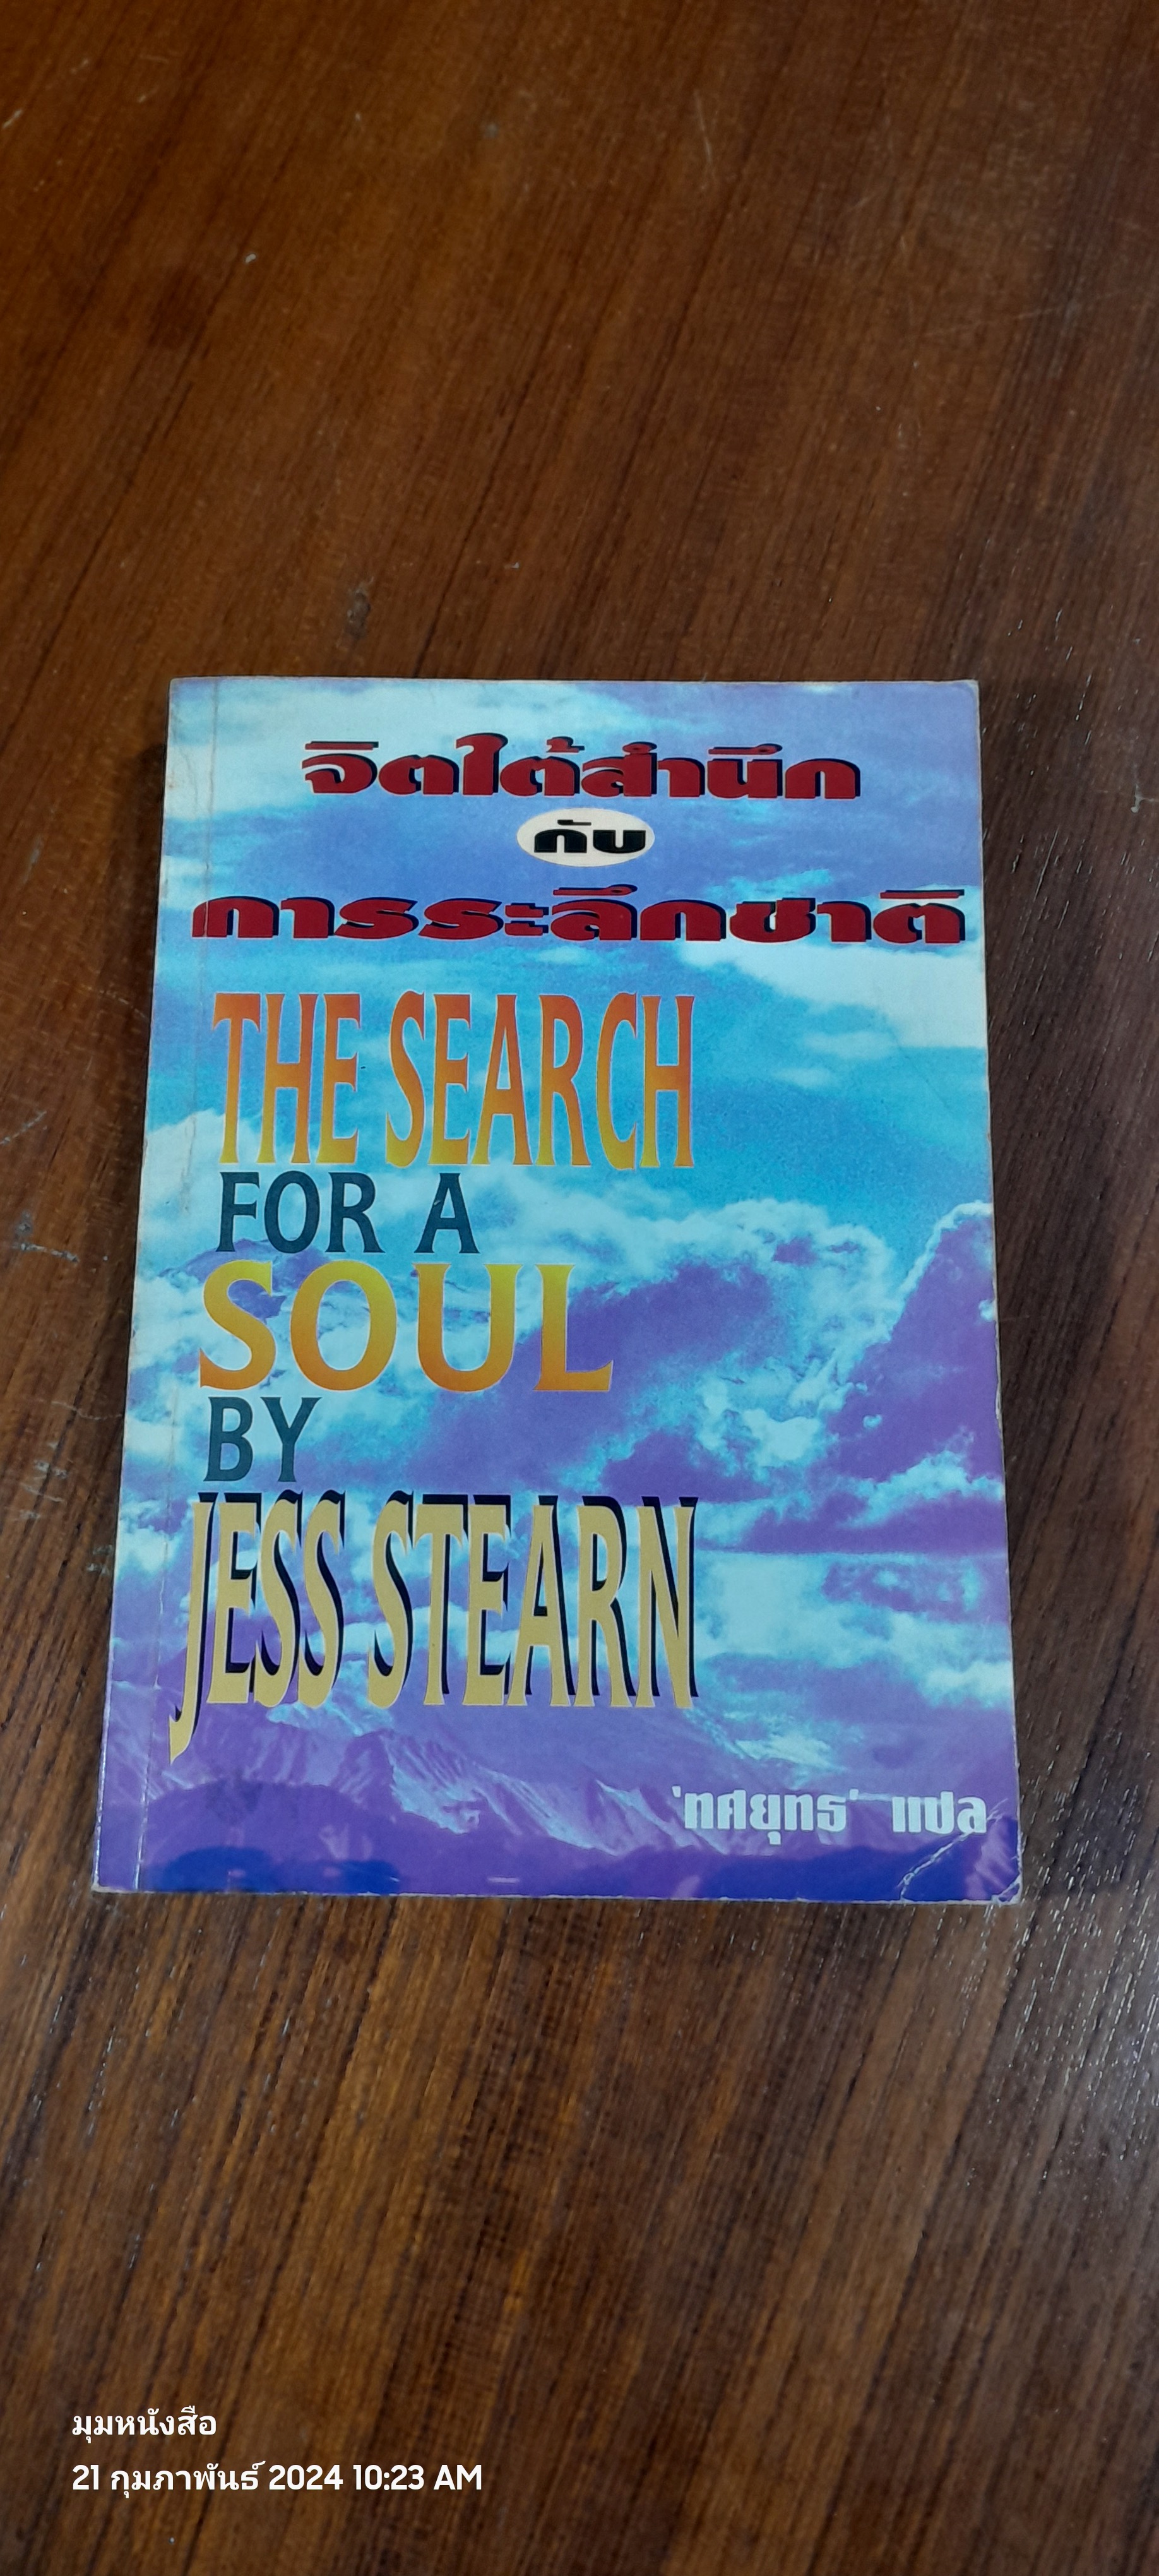 จิตใต้สำนึก
กับ
การระลึกชาติ
THE SEARCH
FOR A
SOUL
BY
JESS STEARN
'ทศยุทธ' แปล
มุมหนังสือ
21 กุมภาพันธ์ 2024 10:23 AM